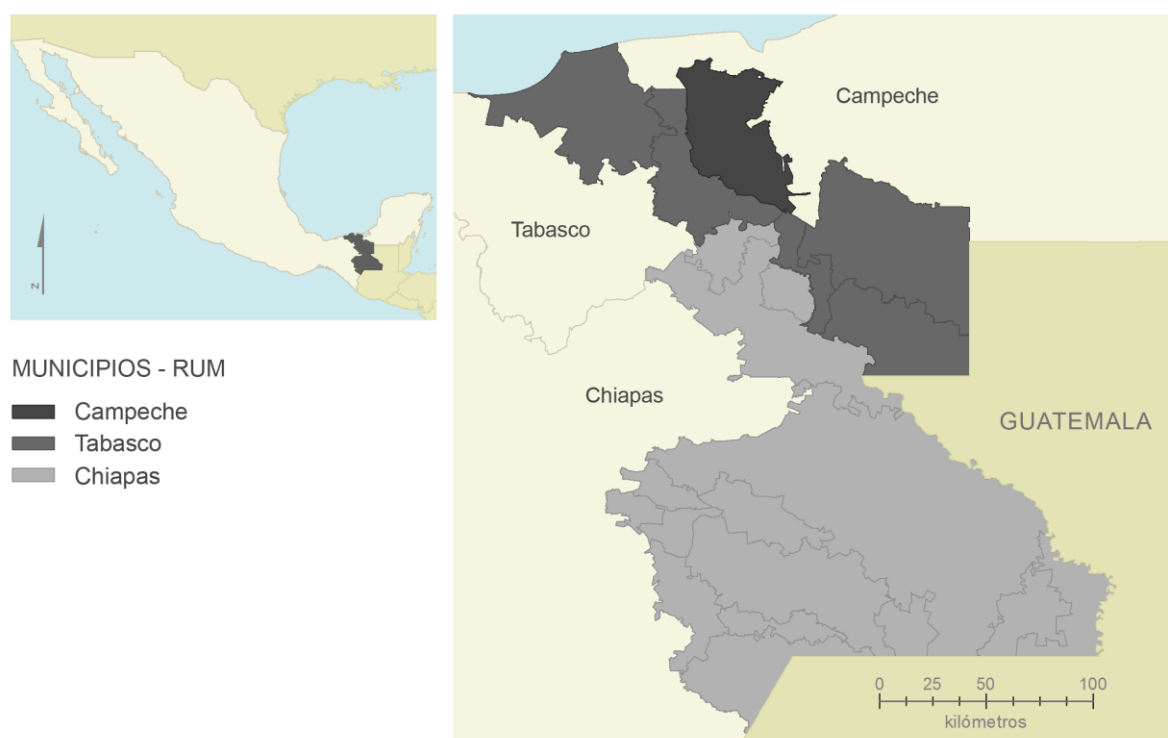 N
MUNICIPIOS - RUM
Campeche
Tabasco
Chiapas
Campeche
Tabasco
Chiapas
GUATEMALA
0 25 50 100
kilómetros